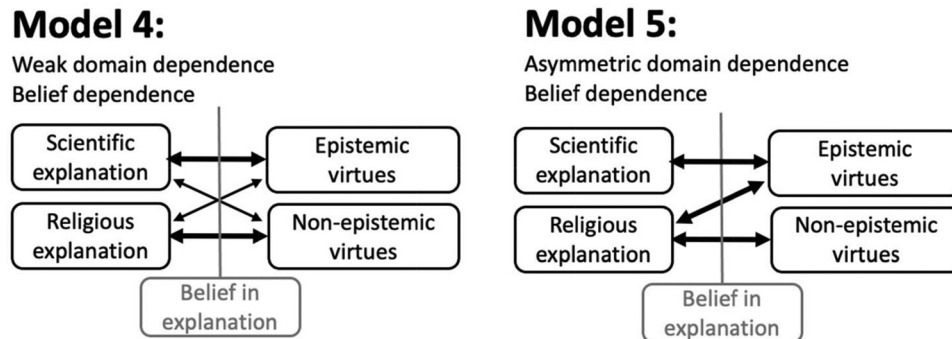 Model 4:
Weak domain dependence
Belief dependence
Scientific
explanation
Epistemic
virtues
Religious
explanation
Non-epistemic
virtues
Belief in
explanation
Model 5:
Asymmetric domain dependence
Belief dependence
Scientific
explanation
Epistemic
virtues
Religious
explanation
Non-epistemic
virtues
Belief in
explanation